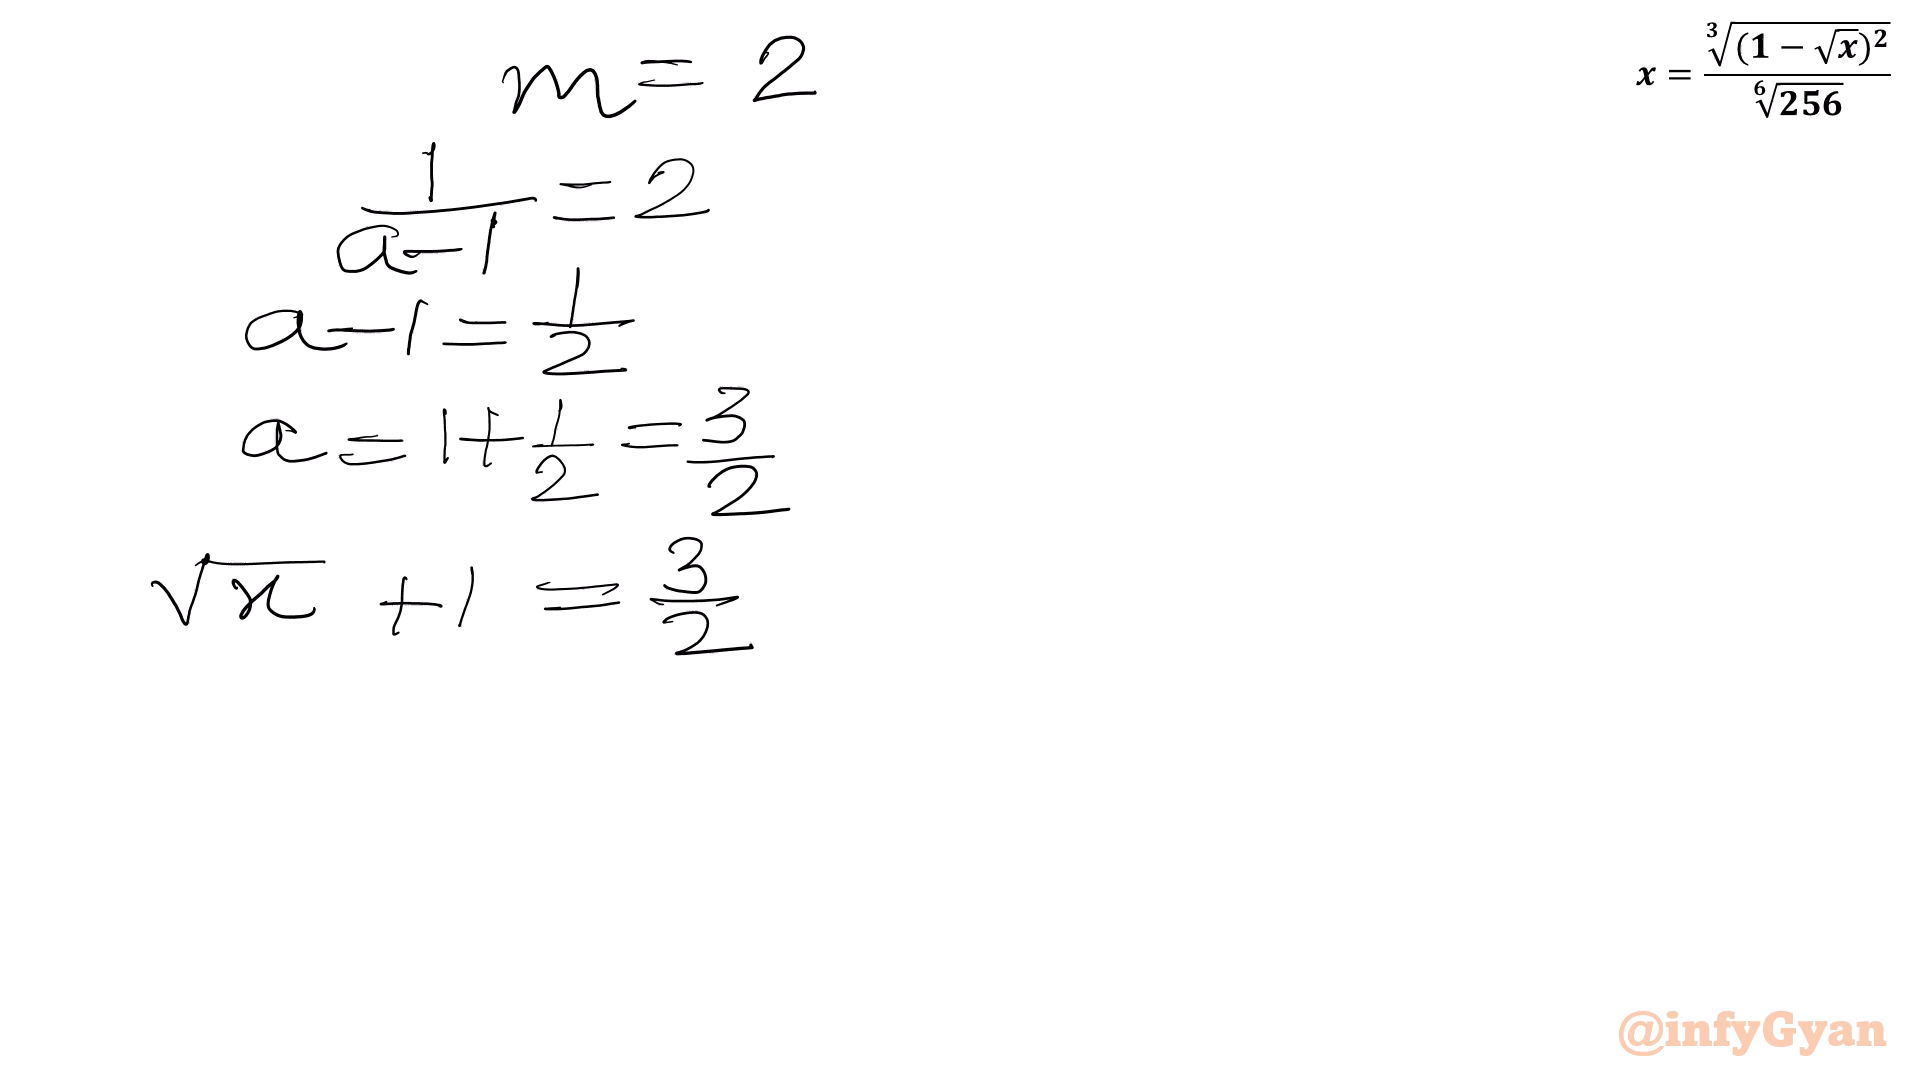 m = 2
1/(a-1) = 2
a-1 = 1/2
a = 1+1/2 = 3/2
√x +1 = 3/2
x = ∛((1 − √x)²) / ⁶√256
@infyGyan